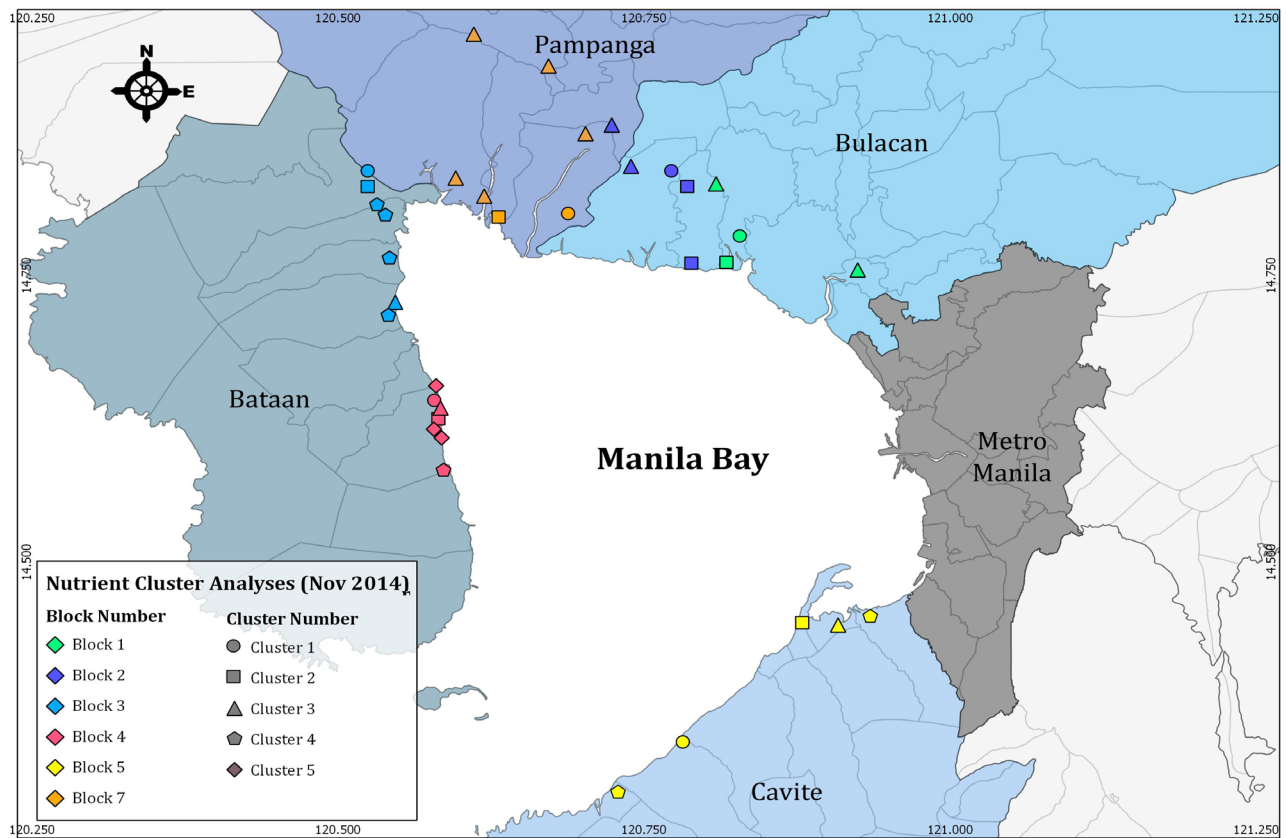 120.250 120.500 120.750 121.000 121.250
Pampanga
N
E
Bulacan
14.750 14.750
Bataan
Metro
Manila
Manila Bay
14.500 14.500
Nutrient Cluster Analyses (Nov 2014)
Block Number
Cluster Number
Block 1
Cluster 1
Block 2
Cluster 2
Block 3
Cluster 3
Block 4
Cluster 4
Block 5
Cluster 5
Block 7
Cavite
120.250 120.500 120.750 121.000 121.250